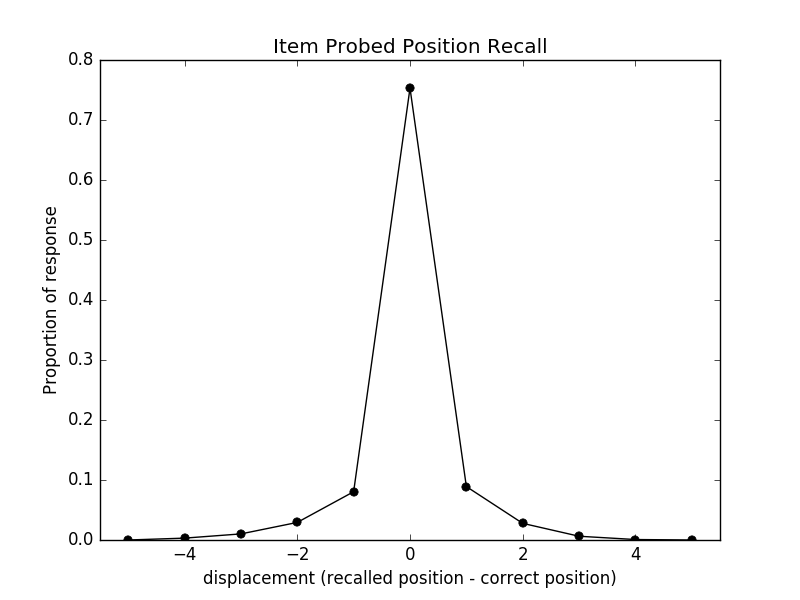 Item Probed Position Recall
0.8
0.7
0.6
0.5
0.4
0.3
0.2
0.1
0.0
Proportion of response
−4 −2 0 2 4
displacement (recalled position - correct position)